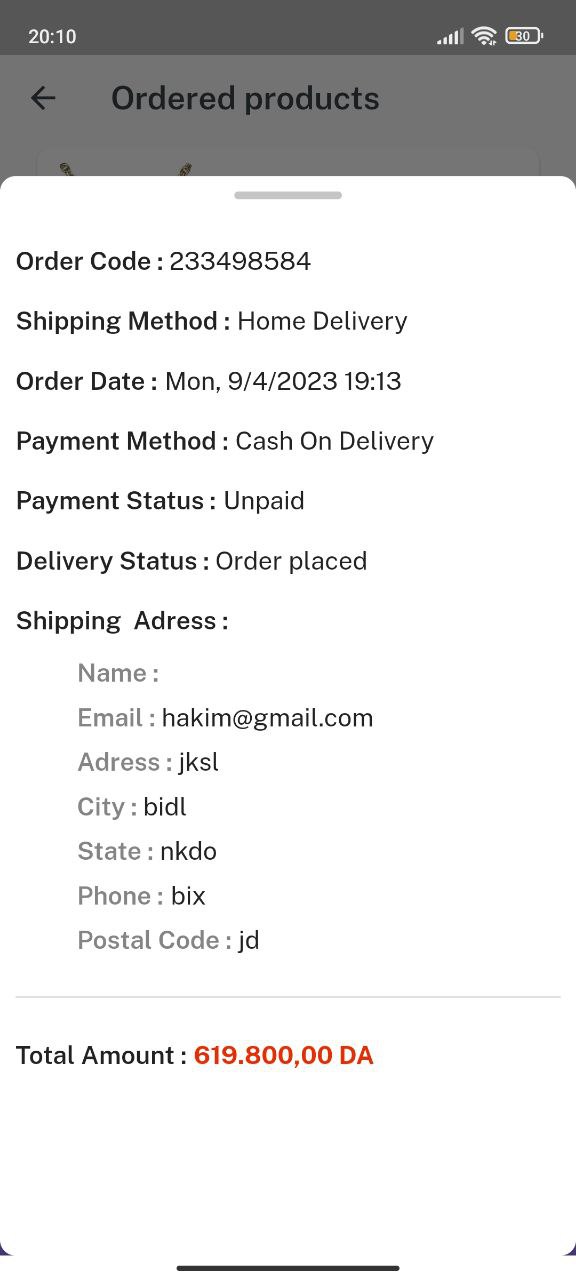 20:10
30
Ordered products
Order Code : 233498584
Shipping Method : Home Delivery
Order Date : Mon, 9/4/2023 19:13
Payment Method : Cash On Delivery
Payment Status : Unpaid
Delivery Status : Order placed
Shipping  Adress :
Name :
Email : hakim@gmail.com
Adress : jksl
City : bidl
State : nkdo
Phone : bix
Postal Code : jd
Total Amount : 619.800,00 DA